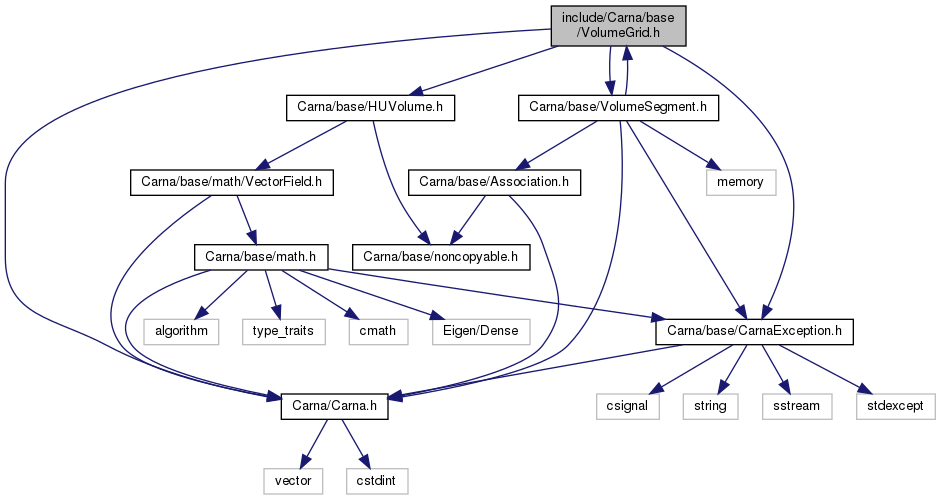 include/Carna/base
/VolumeGrid.h
Carna/base/HUVolume.h
Carna/base/VolumeSegment.h
Carna/base/math/VectorField.h
Carna/base/Association.h
memory
Carna/base/math.h
Carna/base/noncopyable.h
algorithm
type_traits
cmath
Eigen/Dense
Carna/base/CarnaException.h
Carna/Carna.h
csignal
string
sstream
stdexcept
vector
cstdint